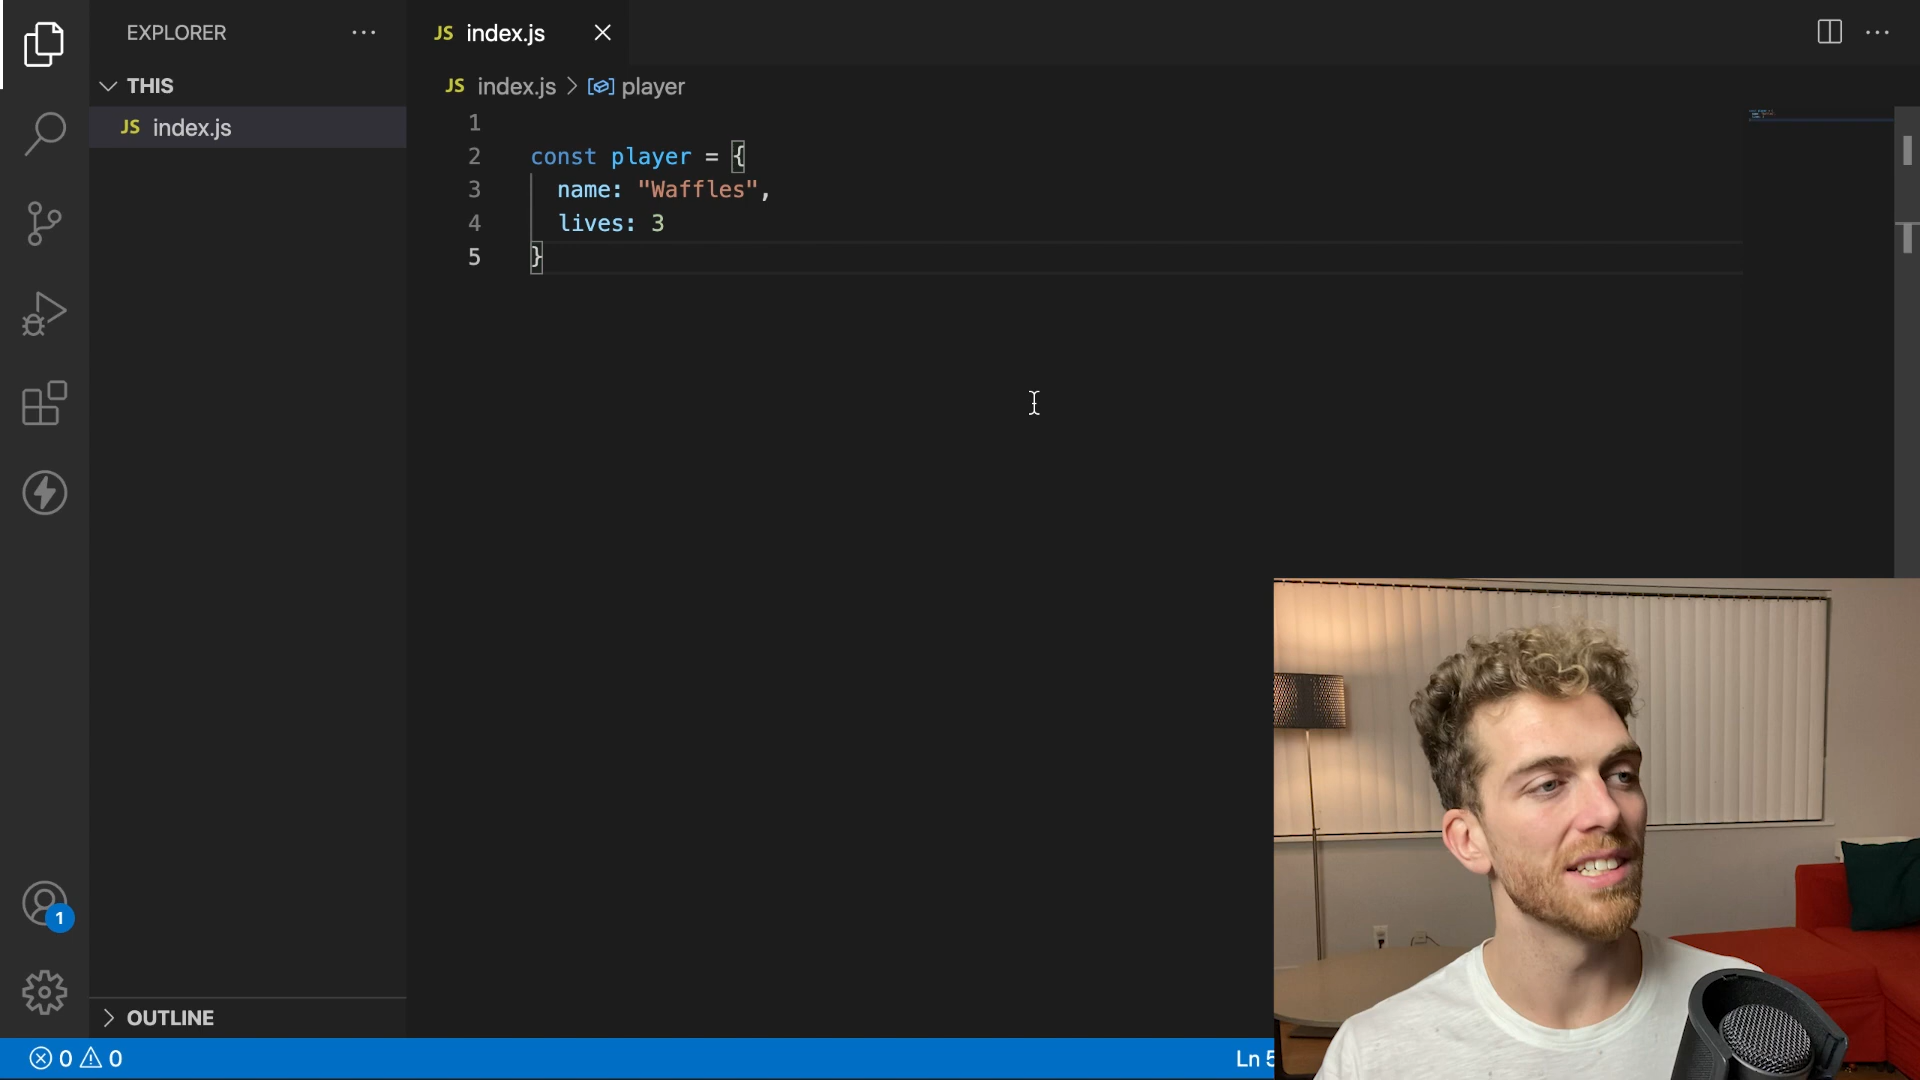 EXPLORER
JS index.js
THIS
JS index.js > player
JS index.js
1
2 const player = {
3 name: "Waffles",
4 lives: 3
5 }
1
OUTLINE
0 0
Ln 5